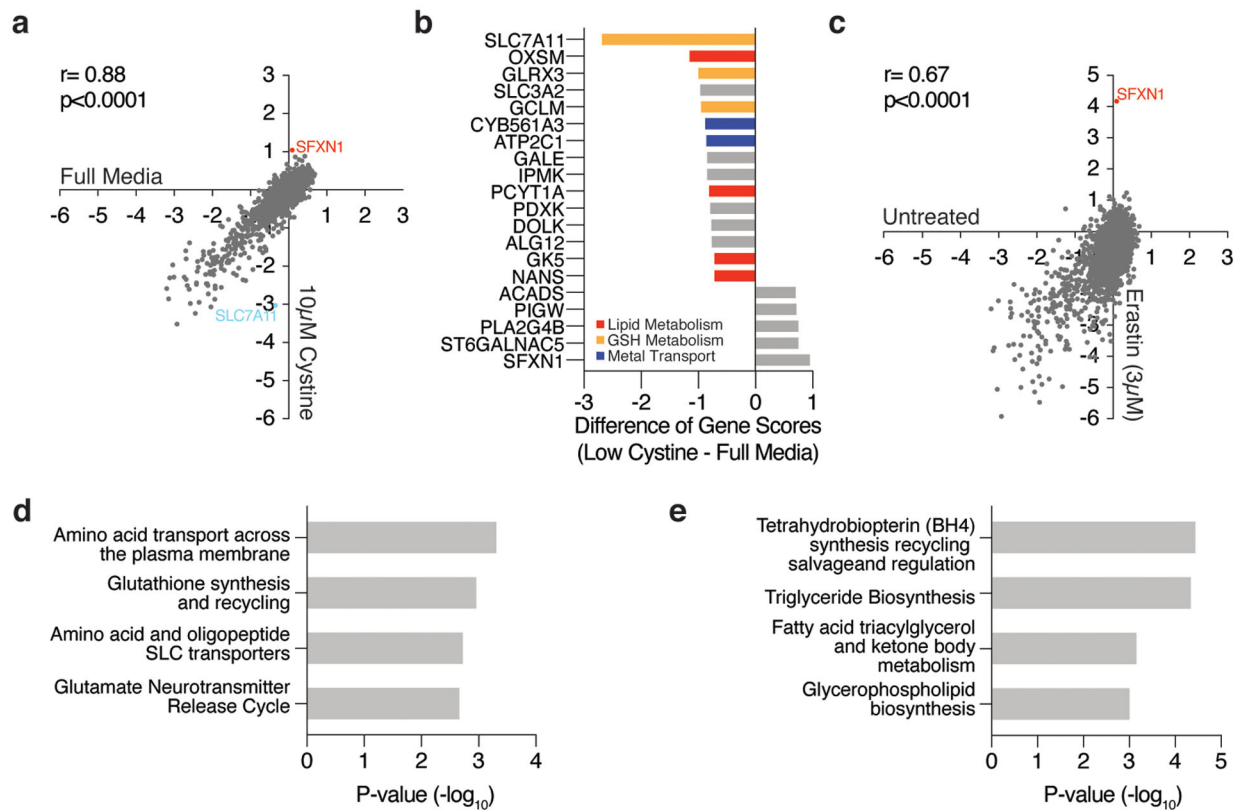 a
r= 0.88
p<0.0001
3
2
1
SFXN1
Full Media
-6 -5 -4 -3 -2 -1 0 1 2 3
-1
-2
-3
SLC7A11
-4
-5
-6
10µM Cystine
b
SLC7A11
OXSM
GLRX3
SLC3A2
GCLM
CYB561A3
ATP2C1
GALE
IPMK
PCYT1A
PDXK
DOLK
ALG12
GK5
NANS
ACADS
PIGW
PLA2G4B
ST6GALNAC5
SFXN1
Lipid Metabolism
GSH Metabolism
Metal Transport
-3 -2 -1 0 1
Difference of Gene Scores
(Low Cystine - Full Media)
c
r= 0.67
p<0.0001
5
4
3
2
1
SFXN1
Untreated
-6 -5 -4 -3 -2 -1 0 1 2 3
-1
-2
-3
-4
-5
-6
Erastin (3µM)
d
Amino acid transport across
the plasma membrane
Glutathione synthesis
and recycling
Amino acid and oligopeptide
SLC transporters
Glutamate Neurotransmitter
Release Cycle
0 1 2 3 4
P-value (-log10)
e
Tetrahydrobiopterin (BH4)
synthesis recycling
salvageand regulation
Triglyceride Biosynthesis
Fatty acid triacylglycerol
and ketone body
metabolism
Glycerophospholipid
biosynthesis
0 1 2 3 4 5
P-value (-log10)